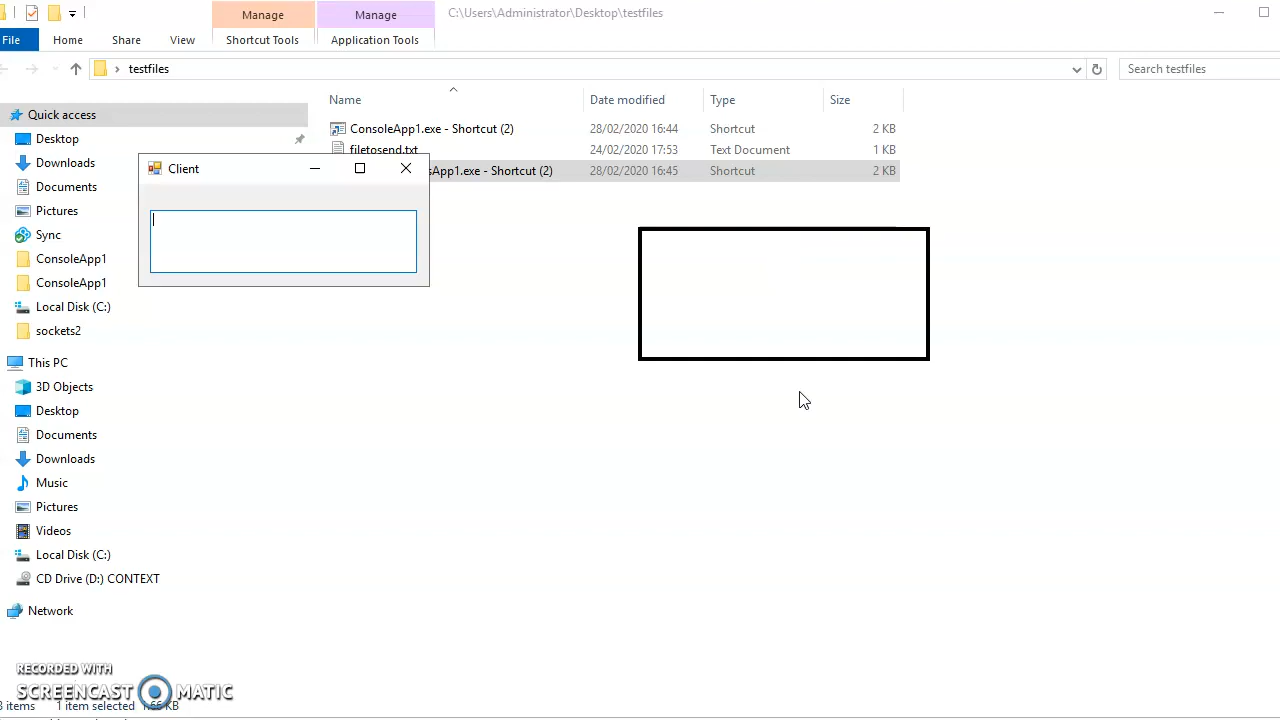 Manage
Manage
C:\Users\Administrator\Desktop\testfiles
File
Home
Share
View
Shortcut Tools
Application Tools
testfiles
Search testfiles
Name
Date modified
Type
Size
Quick access
Desktop
Downloads
Documents
Pictures
Sync
ConsoleApp1
ConsoleApp1
Local Disk (C:)
sockets2
This PC
3D Objects
Desktop
Documents
Downloads
Music
Pictures
Videos
Local Disk (C:)
CD Drive (D:) CONTEXT
Network
ConsoleApp1.exe - Shortcut (2)
28/02/2020 16:44
Shortcut
2 KB
filetosend.txt
24/02/2020 17:53
Text Document
1 KB
sApp1.exe - Shortcut (2)
28/02/2020 16:45
Shortcut
2 KB
Client
RECORDED WITH
SCREENCAST MATIC
3 items
1 item selected
1.66 KB